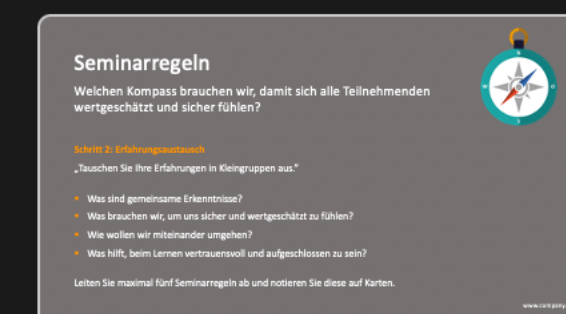 Seminarregeln
Welchen Kompass brauchen wir, damit sich alle Teilnehmenden
wertgeschätzt und sicher fühlen?
Schritt 2: Erfahrungsaustausch
„Tauschen Sie Ihre Erfahrungen in Kleingruppen aus.“
Was sind gemeinsame Erkenntnisse?
Was brauchen wir, um uns sicher und wertgeschätzt zu fühlen?
Wie wollen wir miteinander umgehen?
Was hilft, beim Lernen vertrauensvoll und aufgeschlossen zu sein?
Leiten Sie maximal fünf Seminarregeln ab und notieren Sie diese auf Karten.
www.company